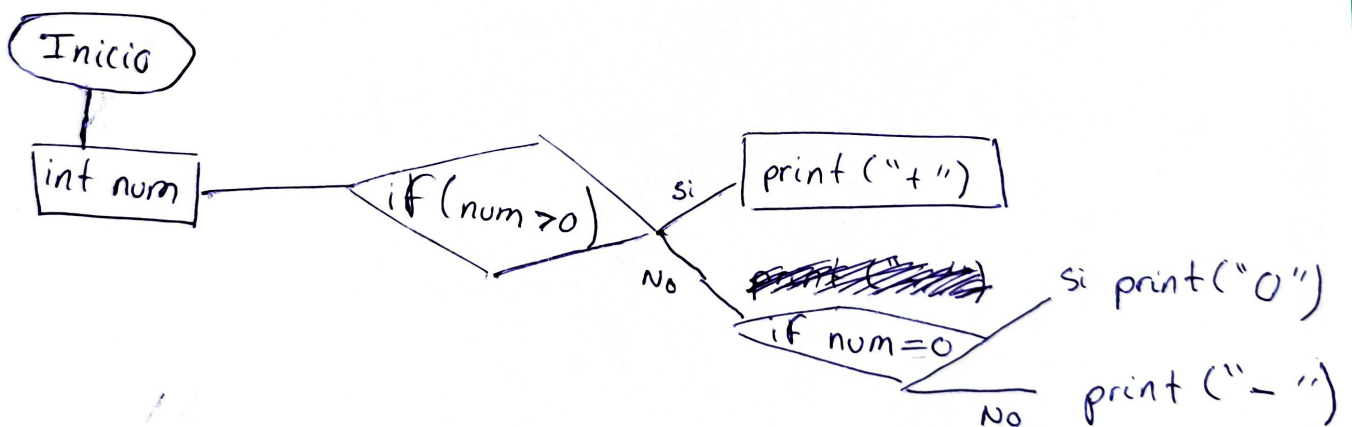 Inicio
int num
if (num >0)
si
print ("+")
No
if num=0
si print("0")
No
print ("-")